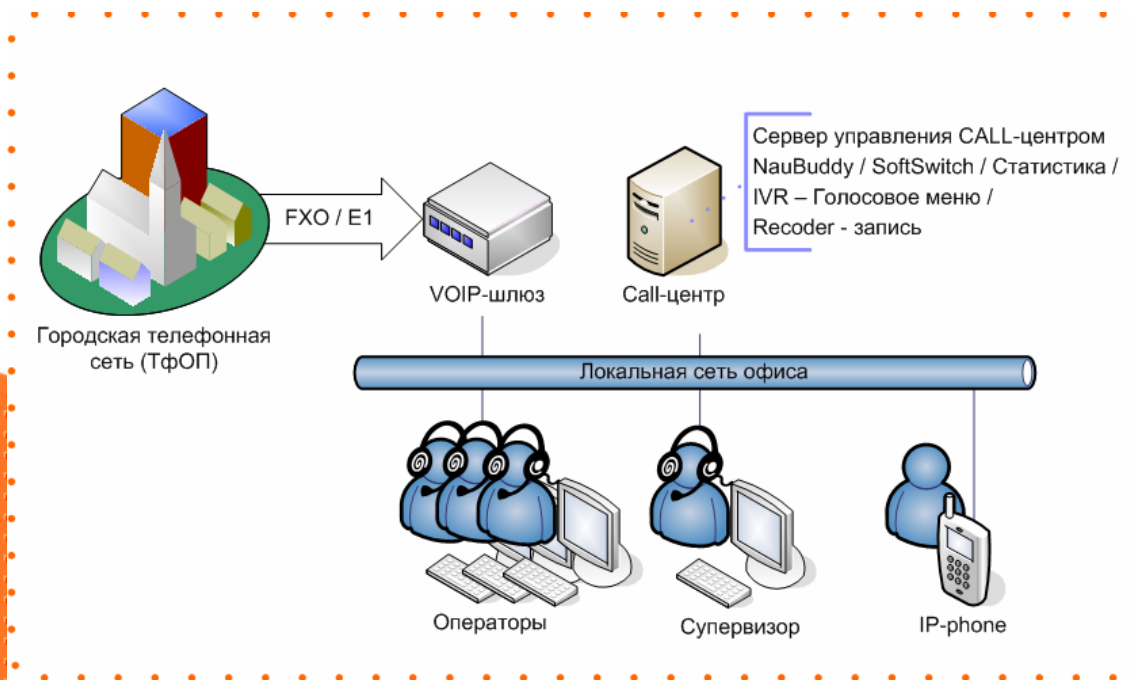 Сервер управления CALL-центром
NauBuddy / SoftSwitch / Статистика /
IVR – Голосовое меню /
Recoder - запись
FXO / E1
VOIP-шлюз
Call-центр
Городская телефонная
сеть (ТфОП)
Локальная сеть офиса
Операторы
Супервизор
IP-phone